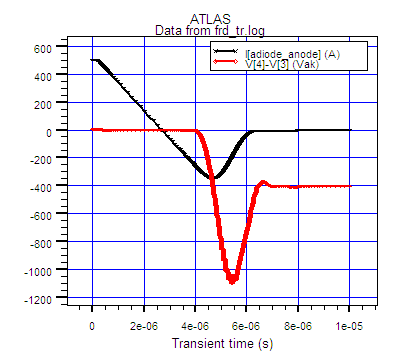 ATLAS
Data from frd_tr.log
I[adiode_anode] (A)
V[4]-V[3] (Vak)
600
400
200
0
-200
-400
-600
-800
-1000
-1200
0 2e-06 4e-06 6e-06 8e-06 1e-05
Transient time (s)